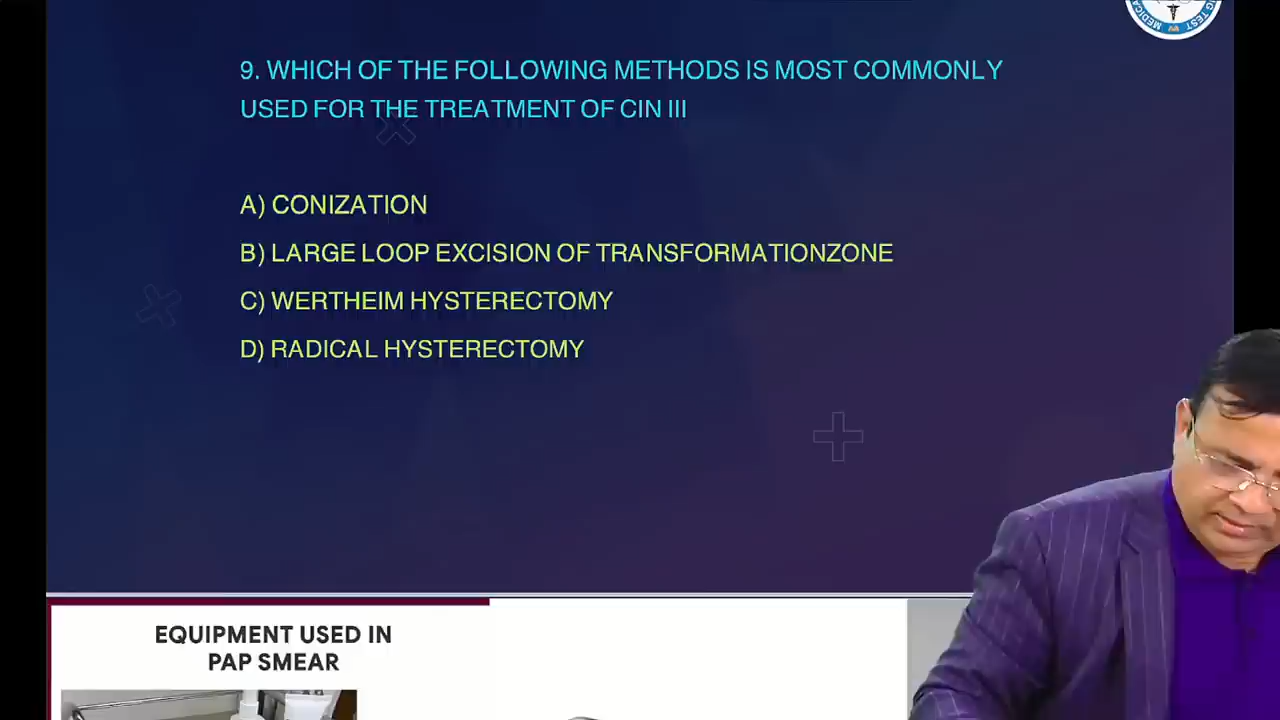 9. WHICH OF THE FOLLOWING METHODS IS MOST COMMONLY
USED FOR THE TREATMENT OF CIN III
A) CONIZATION
B) LARGE LOOP EXCISION OF TRANSFORMATIONZONE
C) WERTHEIM HYSTERECTOMY
D) RADICAL HYSTERECTOMY
EQUIPMENT USED IN
PAP SMEAR